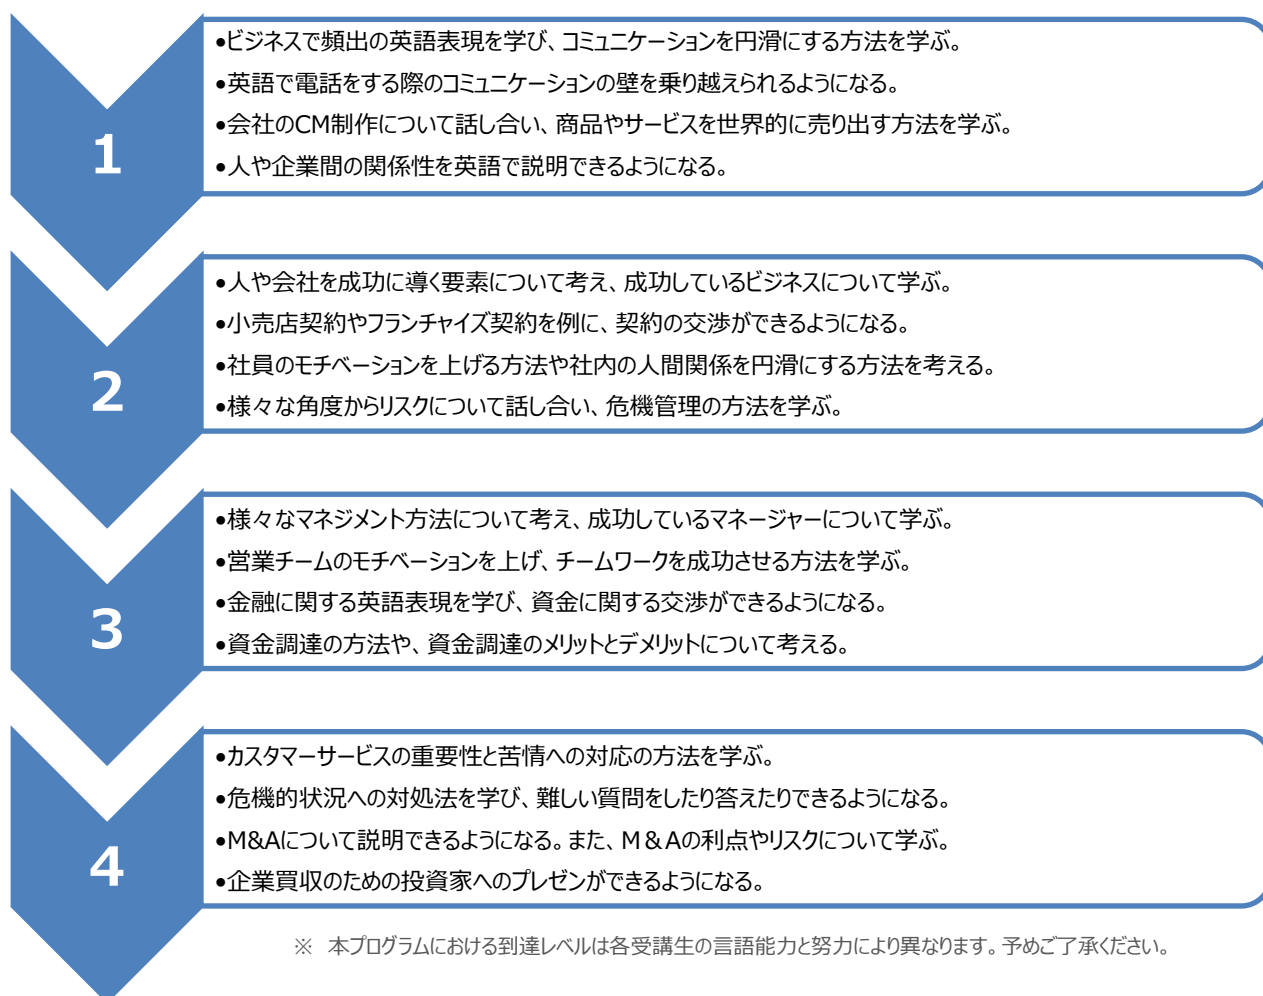 1
•ビジネスで頻出の英語表現を学び、コミュニケーションを円滑にする方法を学ぶ。
•英語で電話をする際のコミュニケーションの壁を乗り越えられるようになる。
•会社のCM制作について話し合い、商品やサービスを世界的に売り出す方法を学ぶ。
•人や企業間の関係性を英語で説明できるようになる。
2
•人や会社を成功に導く要素について考え、成功しているビジネスについて学ぶ。
•小売店契約やフランチャイズ契約を例に、契約の交渉ができるようになる。
•社員のモチベーションを上げる方法や社内の人間関係を円滑にする方法を考える。
•様々な角度からリスクについて話し合い、危機管理の方法を学ぶ。
3
•様々なマネジメント方法について考え、成功しているマネージャーについて学ぶ。
•営業チームのモチベーションを上げ、チームワークを成功させる方法を学ぶ。
•金融に関する英語表現を学び、資金に関する交渉ができるようになる。
•資金調達の方法や、資金調達のメリットとデメリットについて考える。
4
•カスタマーサービスの重要性と苦情への対応の方法を学ぶ。
•危機的状況への対処法を学び、難しい質問をしたり答えたりできるようになる。
•M&Aについて説明できるようになる。また、M＆Aの利点やリスクについて学ぶ。
•企業買収のための投資家へのプレゼンができるようになる。
※　本プログラムにおける到達レベルは各受講生の言語能力と努力により異なります。予めご了承ください。